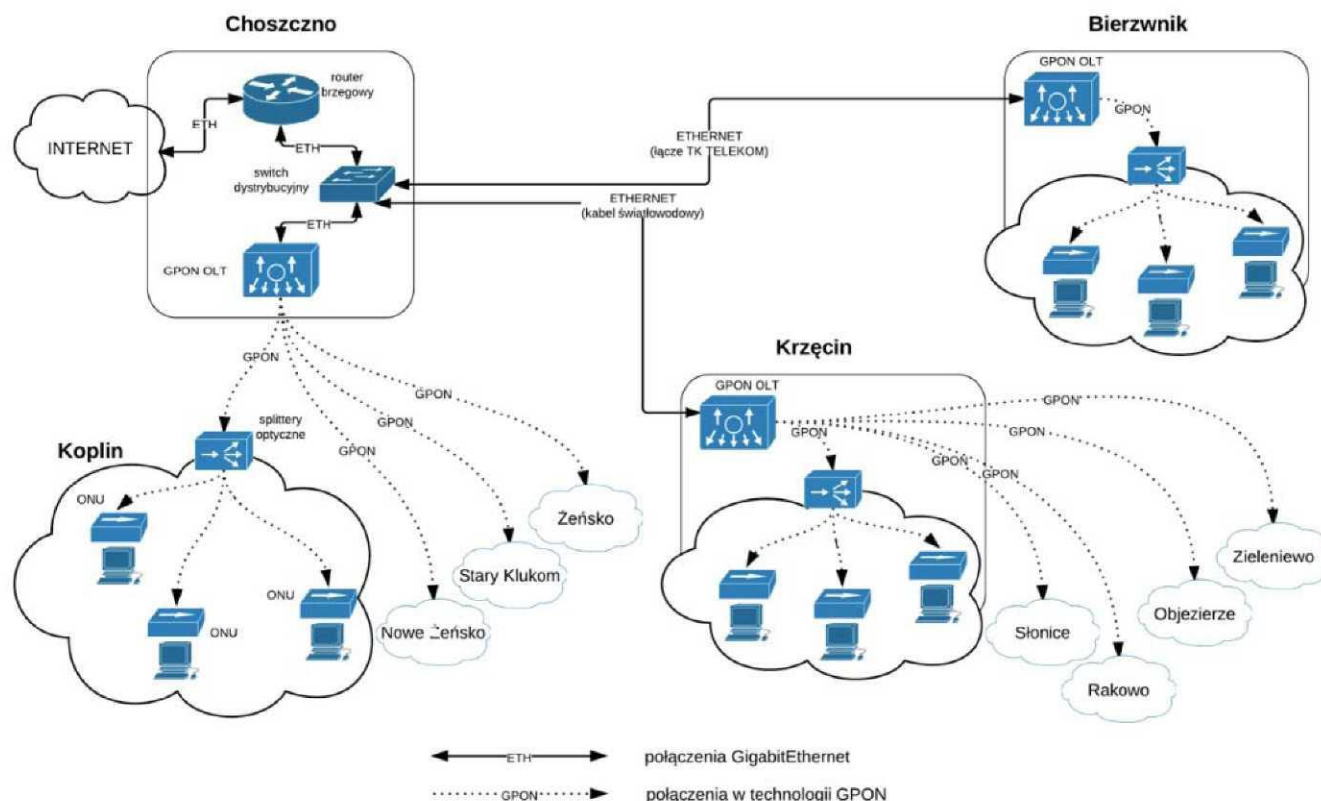 Choszczno
Bierzwnik
router
brzegowy
GPON OLT
ETH
GPON
INTERNET
ETH
ETHERNET
(łącze TK TELEKOM)
switch
dystrybucyjny
ETHERNET
(kabel światłowodowy)
ETH
GPON OLT
Krzęcin
GPON
GPON OLT
GPON
GPON
splittery
optyczne
GPON
GPON
GPON
GPON
GPON
GPON
Koplin
ONU
Żeńsko
Zieleniewo
Stary Klukom
ONU
Objezierze
ONU
Nowe Żeńsko
Słonice
Rakowo
ETH
połączenia GigabitEthernet
GPON
połączenia w technologii GPON